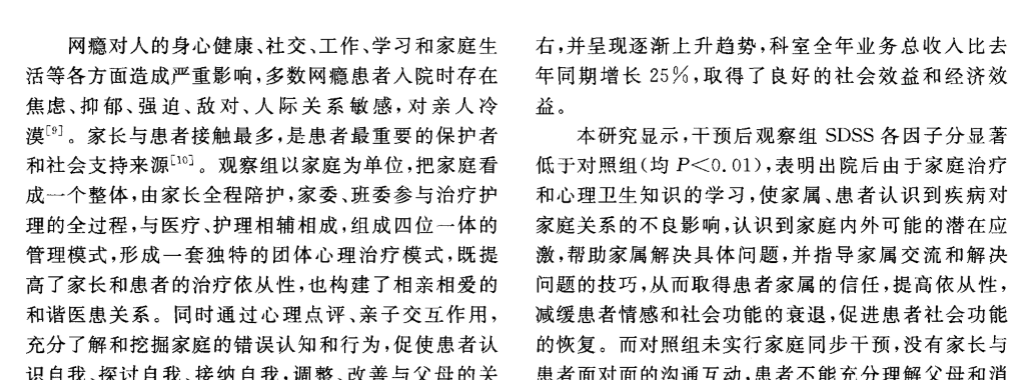 网瘾对人的身心健康、社交、工作、学习和家庭生
活等各方面造成严重影响,多数网瘾患者入院时存在
焦虑、抑郁、强迫、敌对、人际关系敏感,对亲人冷
漠[9]。家长与患者接触最多,是患者最重要的保护者
和社会支持来源[10]。观察组以家庭为单位,把家庭看
成一个整体,由家长全程陪护,家委、班委参与治疗护
理的全过程,与医疗、护理相辅相成,组成四位一体的
管理模式,形成一套独特的团体心理治疗模式,既提
高了家长和患者的治疗依从性,也构建了相亲相爱的
和谐医患关系。同时通过心理点评、亲子交互作用,
充分了解和挖掘家庭的错误认知和行为,促使患者认
识自我、探讨自我、接纳自我,调整、改善与父母的关
右,并呈现逐渐上升趋势,科室全年业务总收入比去
年同期增长 25%,取得了良好的社会效益和经济效
益。
本研究显示,干预后观察组 SDSS 各因子分显著
低于对照组(均 P<0.01),表明出院后由于家庭治疗
和心理卫生知识的学习,使家属、患者认识到疾病对
家庭关系的不良影响,认识到家庭内外可能的潜在应
激,帮助家属解决具体问题,并指导家属交流和解决
问题的技巧,从而取得患者家属的信任,提高依从性,
减缓患者情感和社会功能的衰退,促进患者社会功能
的恢复。而对照组未实行家庭同步干预,没有家长与
患者面对面的沟通互动,患者不能充分理解父母和消